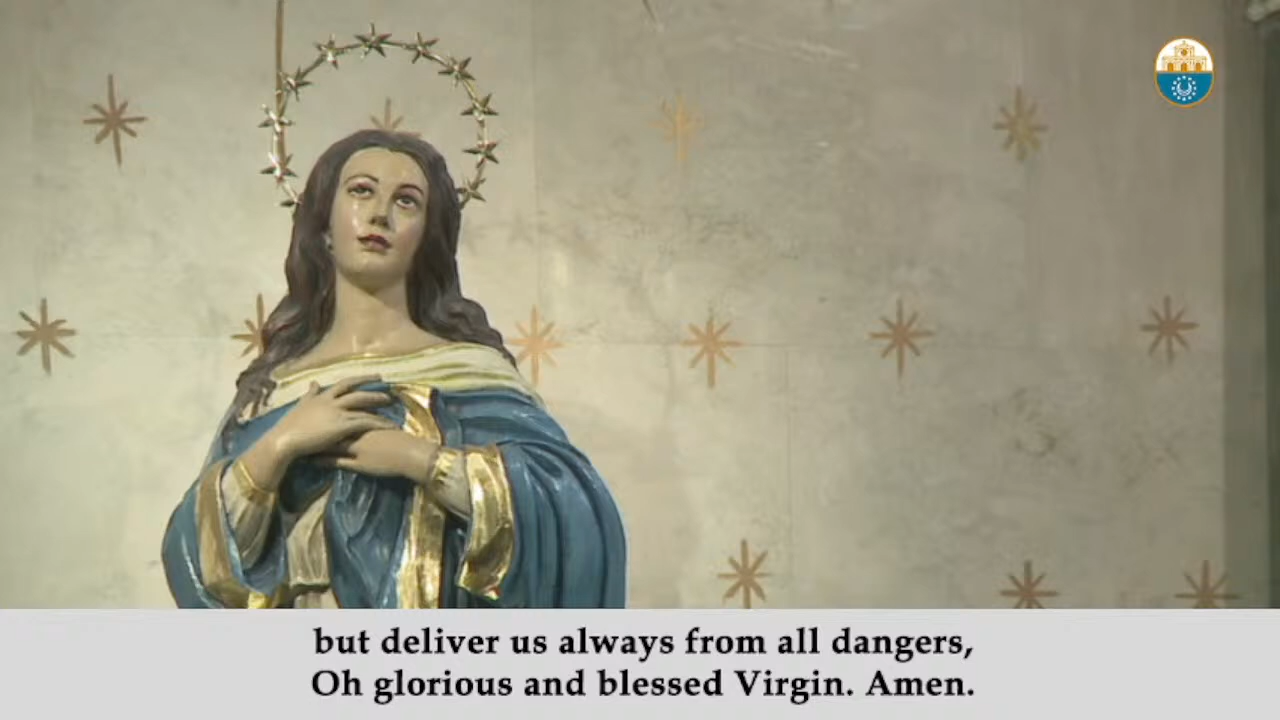 but deliver us always from all dangers,
Oh glorious and blessed Virgin. Amen.